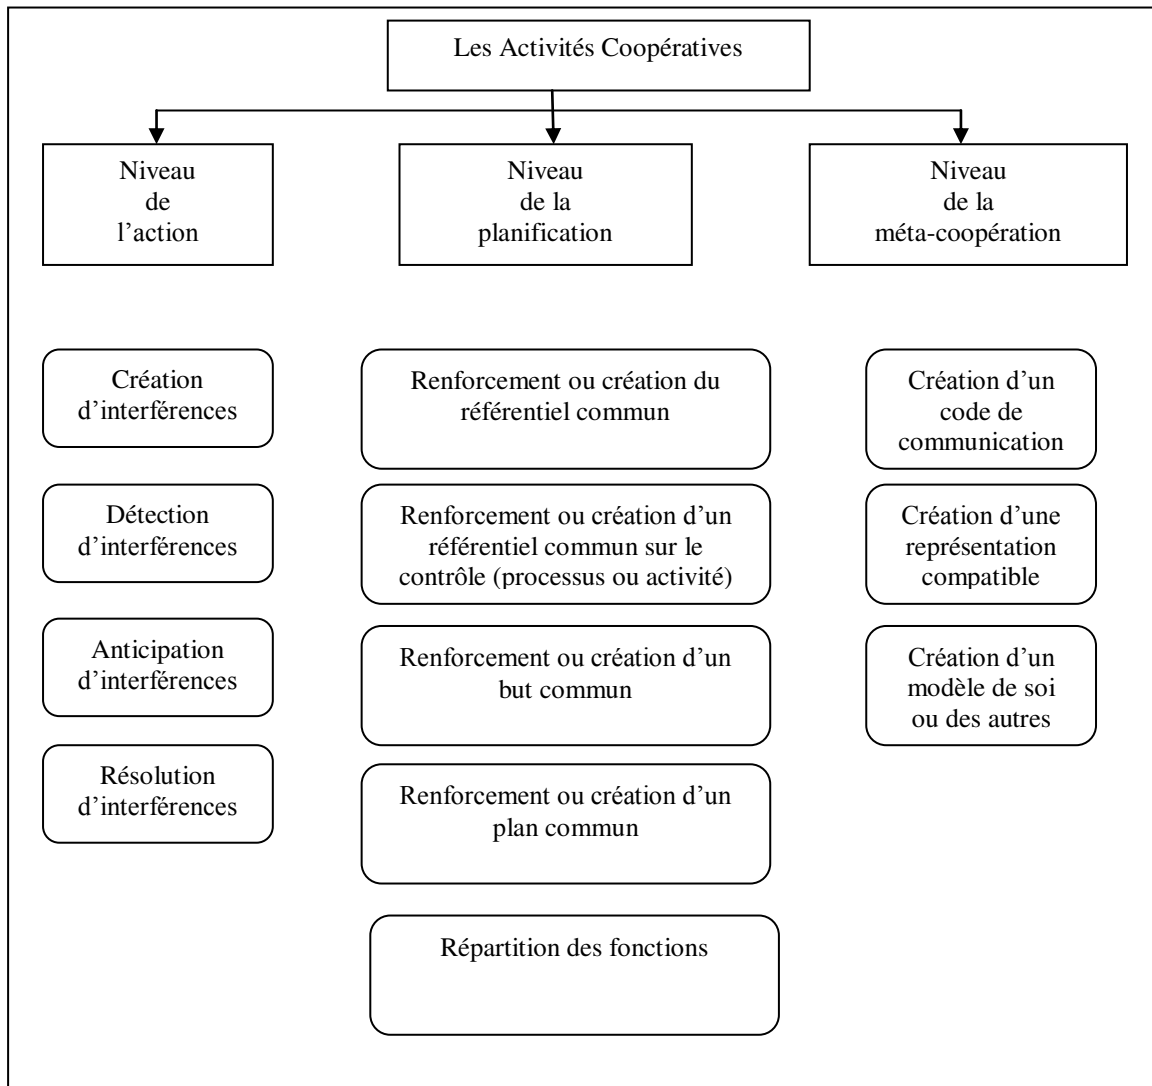 Les Activités Coopératives
Niveau
de
l’action
Niveau
de la
planification
Niveau
de la
méta-coopération
Création
d’interférences
Détection
d’interférences
Anticipation
d’interférences
Résolution
d’interférences
Renforcement ou création du
référentiel commun
Renforcement ou création d’un
référentiel commun sur le
contrôle (processus ou activité)
Renforcement ou création d’un
but commun
Renforcement ou création d’un
plan commun
Répartition des fonctions
Création d’un
code de
communication
Création d’une
représentation
compatible
Création d’un
modèle de soi
ou des autres